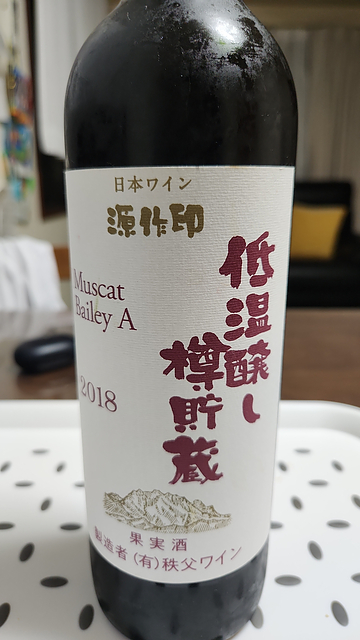 日本ワイン
源作印
低温醸し
樽貯蔵
Muscat
Bailey A
2018
果実酒
製造者 (有)秩父ワイン